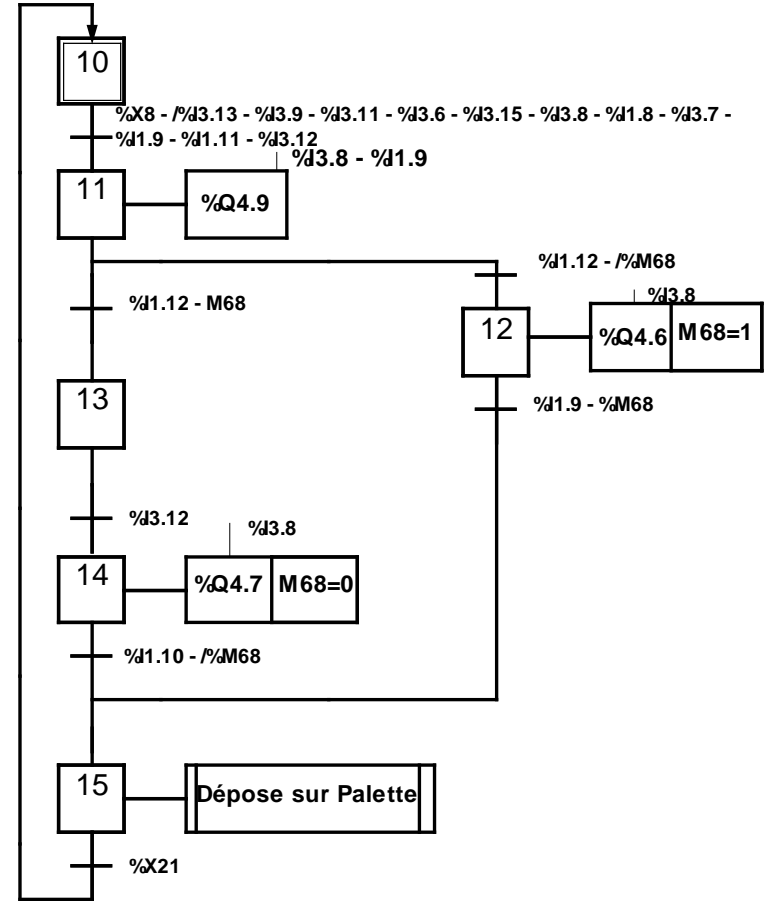 10
%X8 - /%I3.13 - %I3.9 - %I3.11 - %I3.6 - %I3.15 - %I3.8 - %I1.8 - %I3.7 -
%I1.9 - %I1.11 - %I3.12
%I3.8 - %I1.9
11
%Q4.9
%I1.12 - /%M68
%I1.12 - M68
%I3.8
12
%Q4.6
M68=1
13
%I1.9 - %M68
%I3.12
%I3.8
14
%Q4.7
M68=0
%I1.10 - /%M68
15
Dépose sur Palette
%X21